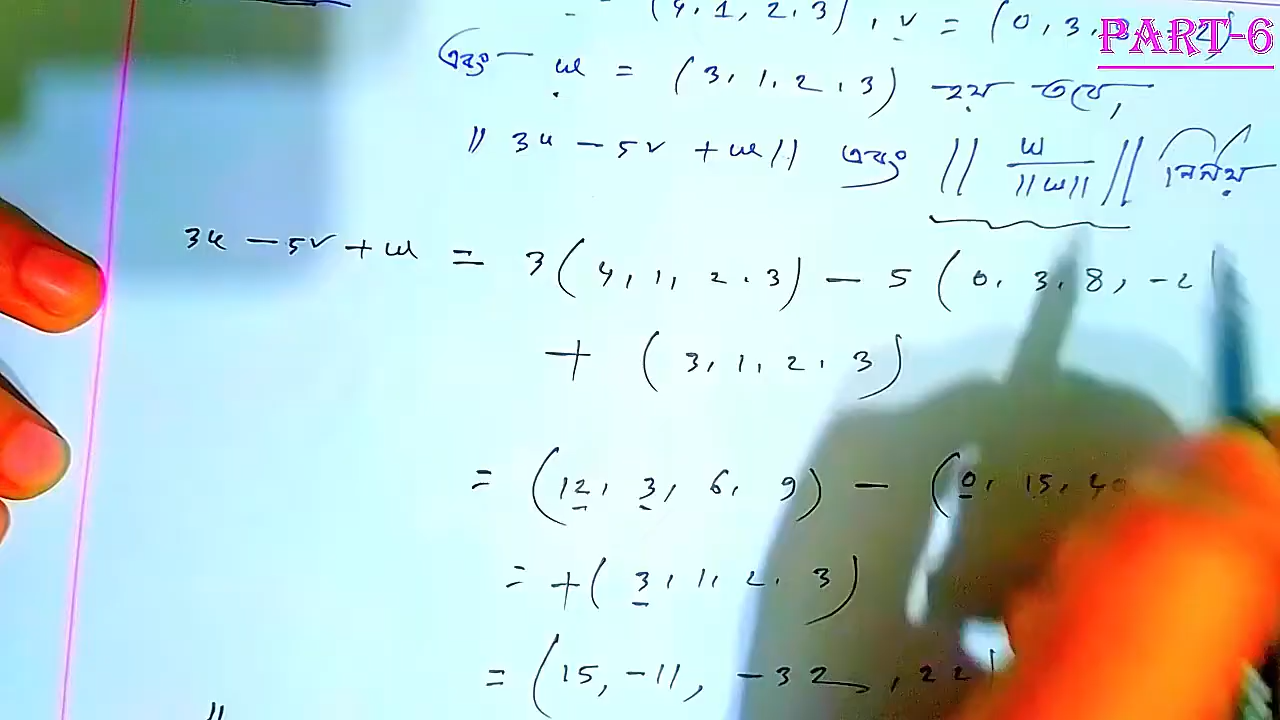 (4, 1, 2, 3), v = (0, 3,
PART-6
এবং w = (3, 1, 2, 3) হয় তবে,
|| 3u - 5v + w || এবং || w / ||w|| || নির্ণয়
3u - 5v + w = 3(4, 1, 2, 3) - 5(0, 3, 8, -2)
+ (3, 1, 2, 3)
= (12, 3, 6, 9) - (0, 15, 40
= + (3, 1, 2, 3)
= (15, -11, -32, 22)